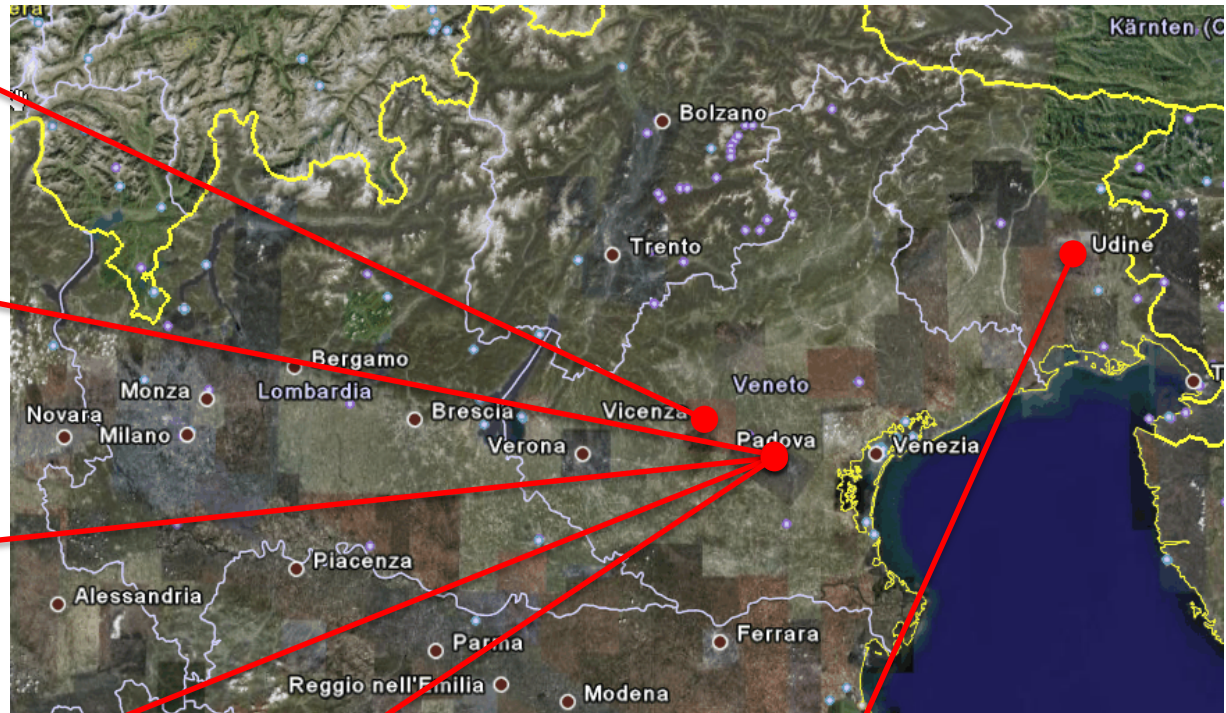 era
Kärnten (C
Bolzano
Trento
Udine
Bergamo
Monza
Lombardia
Veneto
Novara
Milano
Brescia
Vicenza
Verona
Padova
Venezia
T
Piacenza
Alessandria
Parma
Ferrara
Reggio nell'Emilia
Modena